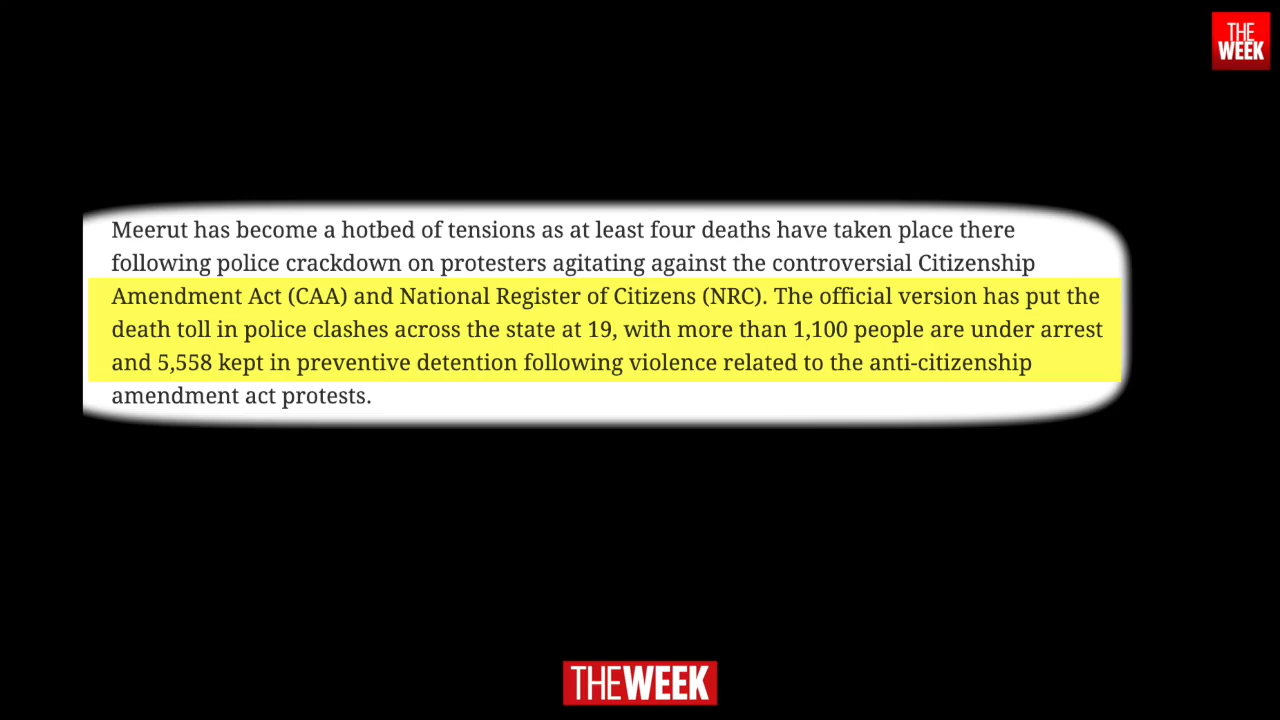 THE
WEEK
Meerut has become a hotbed of tensions as at least four deaths have taken place there
following police crackdown on protesters agitating against the controversial Citizenship
Amendment Act (CAA) and National Register of Citizens (NRC). The official version has put the
death toll in police clashes across the state at 19, with more than 1,100 people are under arrest
and 5,558 kept in preventive detention following violence related to the anti-citizenship
amendment act protests.
THEWEEK